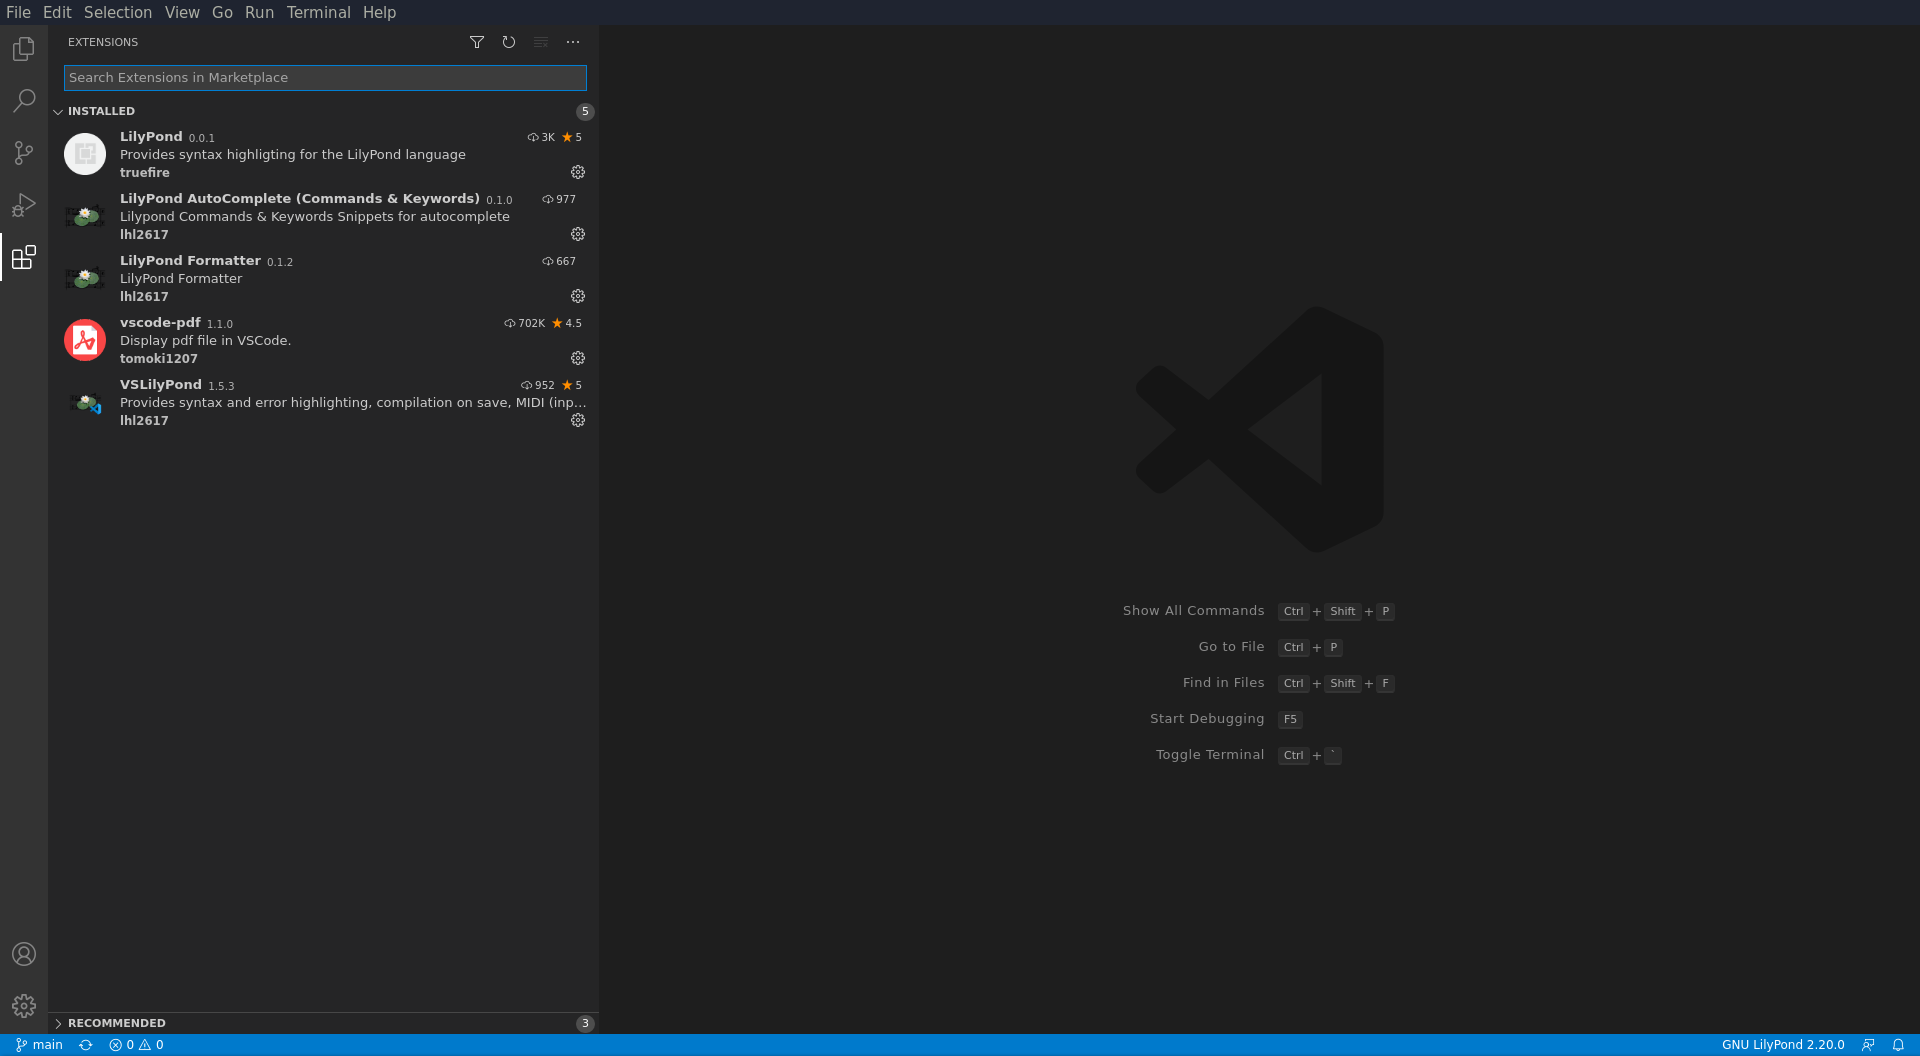 File Edit Selection View Go Run Terminal Help
EXTENSIONS
Search Extensions in Marketplace
INSTALLED 5
LilyPond 0.0.1 3K ★ 5
Provides syntax highligting for the LilyPond language
truefire
LilyPond AutoComplete (Commands & Keywords) 0.1.0 977
Lilypond Commands & Keywords Snippets for autocomplete
lhl2617
LilyPond Formatter 0.1.2 667
LilyPond Formatter
lhl2617
vscode-pdf 1.1.0 702K ★ 4.5
Display pdf file in VSCode.
tomoki1207
VSLilyPond 1.5.3 952 ★ 5
Provides syntax and error highlighting, compilation on save, MIDI (inp...
lhl2617
Show All Commands Ctrl + Shift + P
Go to File Ctrl + P
Find in Files Ctrl + Shift + F
Start Debugging F5
Toggle Terminal Ctrl + `
RECOMMENDED 3
main 0 0 GNU LilyPond 2.20.0